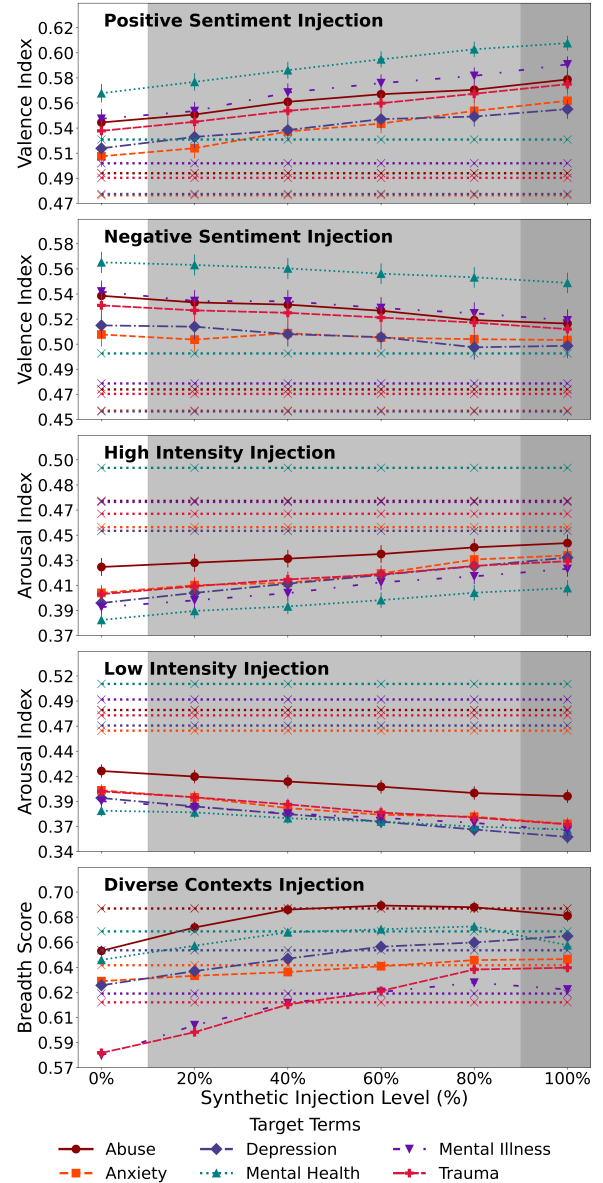 Positive Sentiment Injection
Valence Index
0.62
0.60
0.58
0.56
0.54
0.51
0.49
0.47
Negative Sentiment Injection
Valence Index
0.58
0.56
0.54
0.52
0.50
0.49
0.47
0.45
High Intensity Injection
Arousal Index
0.50
0.48
0.47
0.45
0.43
0.41
0.39
0.37
Low Intensity Injection
Arousal Index
0.52
0.49
0.47
0.44
0.42
0.39
0.37
0.34
Diverse Contexts Injection
Breadth Score
0.70
0.68
0.66
0.64
0.62
0.61
0.59
0.57
0% 20% 40% 60% 80% 100%
Synthetic Injection Level (%)
Target Terms
Abuse Depression Mental Illness
Anxiety Mental Health Trauma